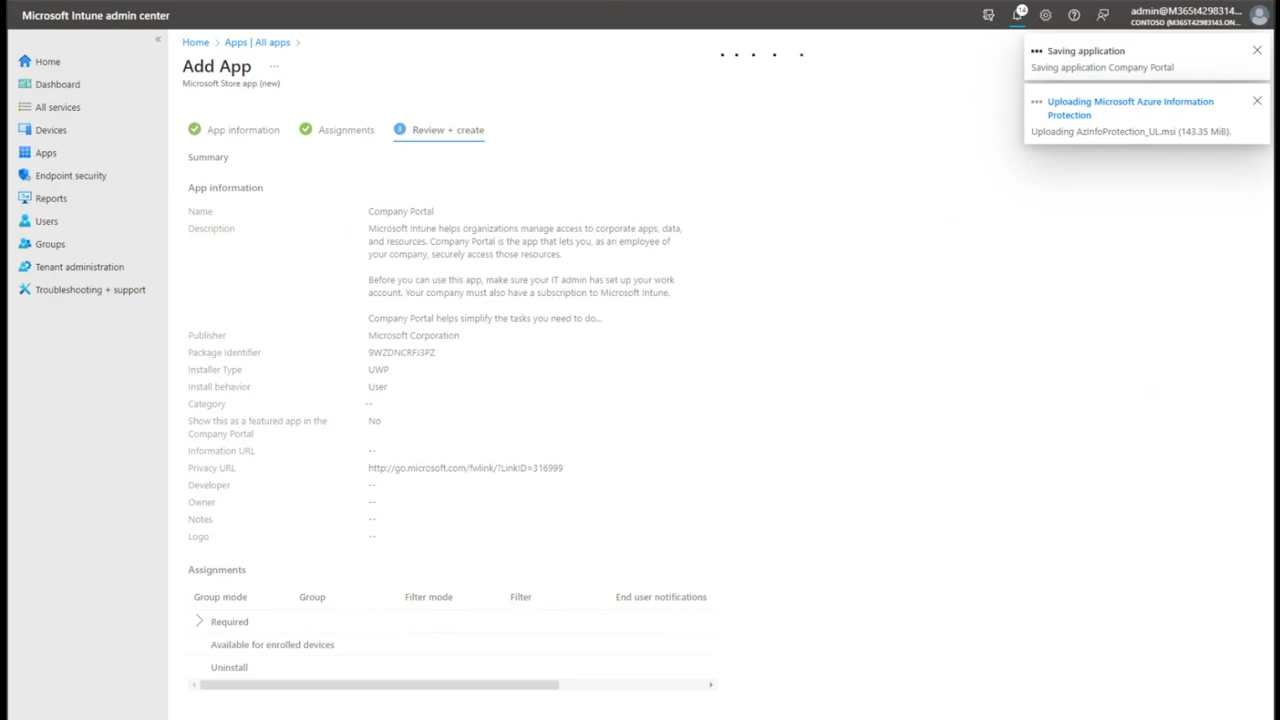 Microsoft Intune admin center
14
admin@M365t4298314...
CONTOSO (M365T4298143.ON...
«
Home
Dashboard
All services
Devices
Apps
Endpoint security
Reports
Users
Groups
Tenant administration
Troubleshooting + support
Home > Apps | All apps >
Add App ...
Microsoft Store app (new)
App information
Assignments
3 Review + create
Summary
App information
Name Company Portal
Description Microsoft Intune helps organizations manage access to corporate apps, data,
and resources. Company Portal is the app that lets you, as an employee of
your company, securely access those resources.
Before you can use this app, make sure your IT admin has set up your work
account. Your company must also have a subscription to Microsoft Intune.
Company Portal helps simplify the tasks you need to do...
Publisher Microsoft Corporation
Package Identifier 9WZDNCRFJ3PZ
Installer Type UWP
Install behavior User
Category --
Show this as a featured app in the No
Company Portal
Information URL --
Privacy URL http://go.microsoft.com/fwlink/?LinkID=316999
Developer --
Owner --
Notes --
Logo --
Assignments
Group mode Group Filter mode Filter End user notifications
Required
Available for enrolled devices
Uninstall
Saving application
Saving application Company Portal
Uploading Microsoft Azure Information
Protection
Uploading AzInfoProtection_UL.msi (143.35 MiB).